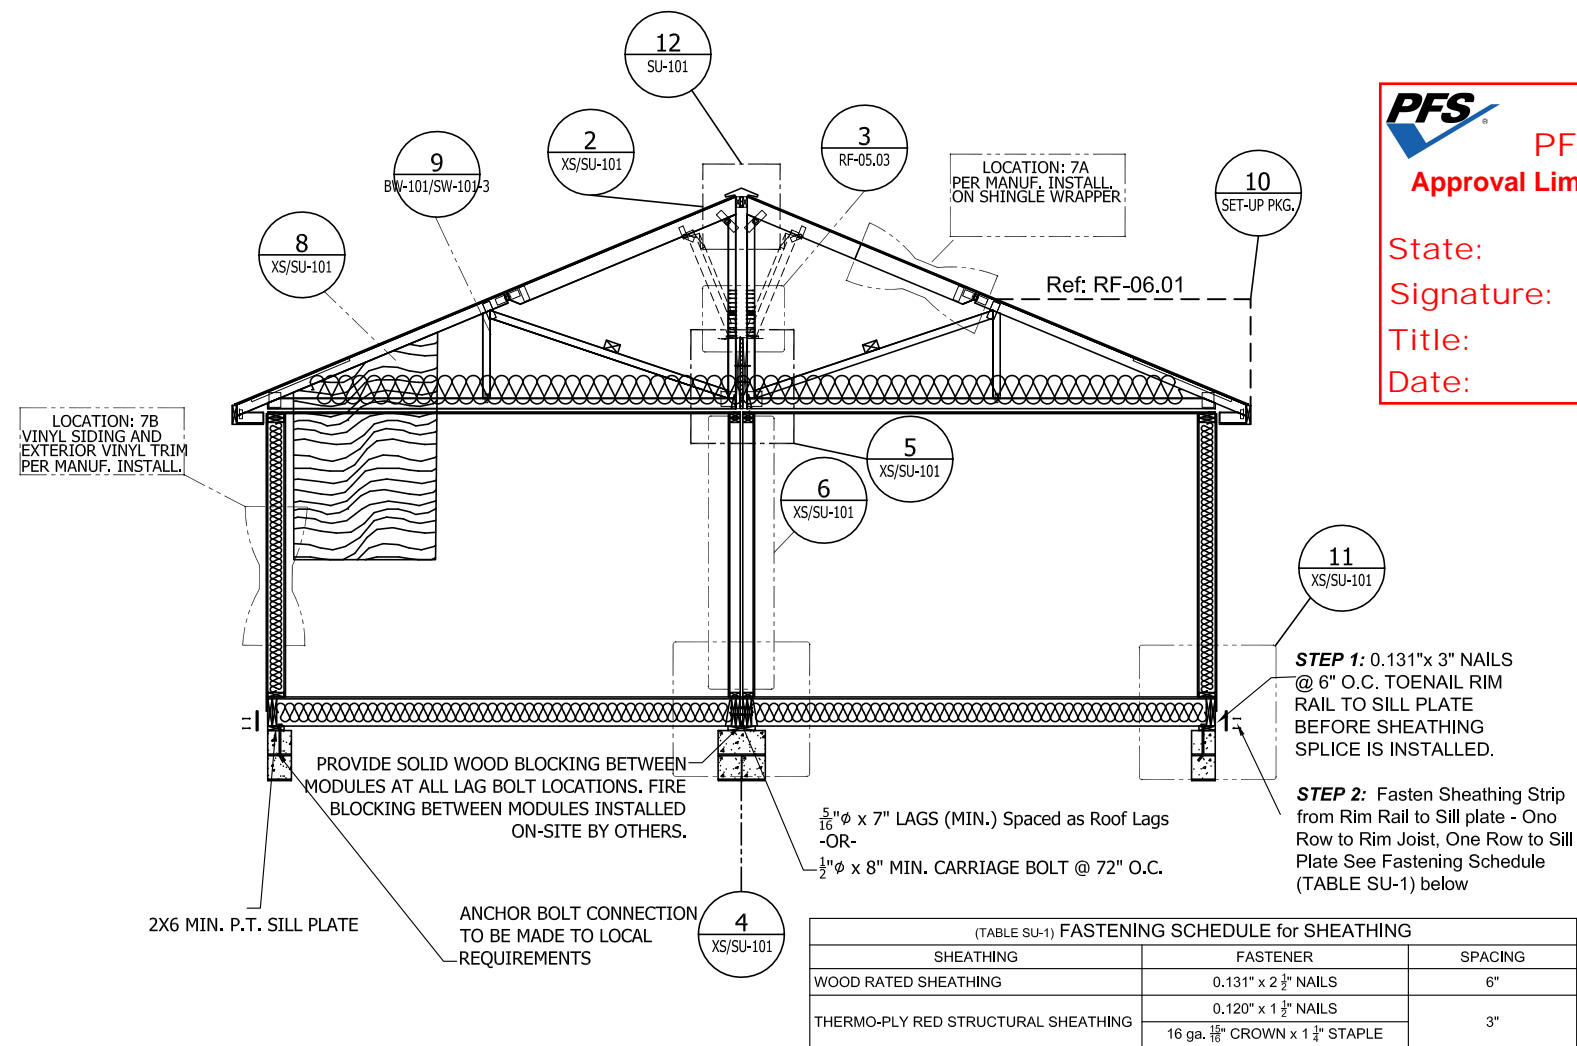 12
SU-101
2
XS/SU-101
3
RF-05.03
9
BW-101/SW-101-3
8
XS/SU-101
LOCATION: 7A
PER MANUF. INSTALL.
ON SHINGLE WRAPPER
10
SET-UP PKG.
PFS
®
PF
Approval Lim
State:
Signature:
Title:
Date:
Ref: RF-06.01
LOCATION: 7B
VINYL SIDING AND
EXTERIOR VINYL TRIM
PER MANUF. INSTALL.
5
XS/SU-101
6
XS/SU-101
11
XS/SU-101
STEP 1: 0.131"x 3" NAILS
@ 6" O.C. TOENAIL RIM
RAIL TO SILL PLATE
BEFORE SHEATHING
SPLICE IS INSTALLED.
STEP 2: Fasten Sheathing Strip
from Rim Rail to Sill plate - Ono
Row to Rim Joist, One Row to Sill
Plate See Fastening Schedule
(TABLE SU-1) below
PROVIDE SOLID WOOD BLOCKING BETWEEN
MODULES AT ALL LAG BOLT LOCATIONS. FIRE
BLOCKING BETWEEN MODULES INSTALLED
ON-SITE BY OTHERS.
5/16"ø x 7" LAGS (MIN.) Spaced as Roof Lags
-OR-
1/2"ø x 8" MIN. CARRIAGE BOLT @ 72" O.C.
2X6 MIN. P.T. SILL PLATE
ANCHOR BOLT CONNECTION
TO BE MADE TO LOCAL
REQUIREMENTS
4
XS/SU-101
(TABLE SU-1) FASTENING SCHEDULE for SHEATHING
SHEATHING FASTENER SPACING
WOOD RATED SHEATHING 0.131" x 2 1/2" NAILS 6"
THERMO-PLY RED STRUCTURAL SHEATHING 0.120" x 1 1/2" NAILS 3"
16 ga. 15/16" CROWN x 1 1/4" STAPLE